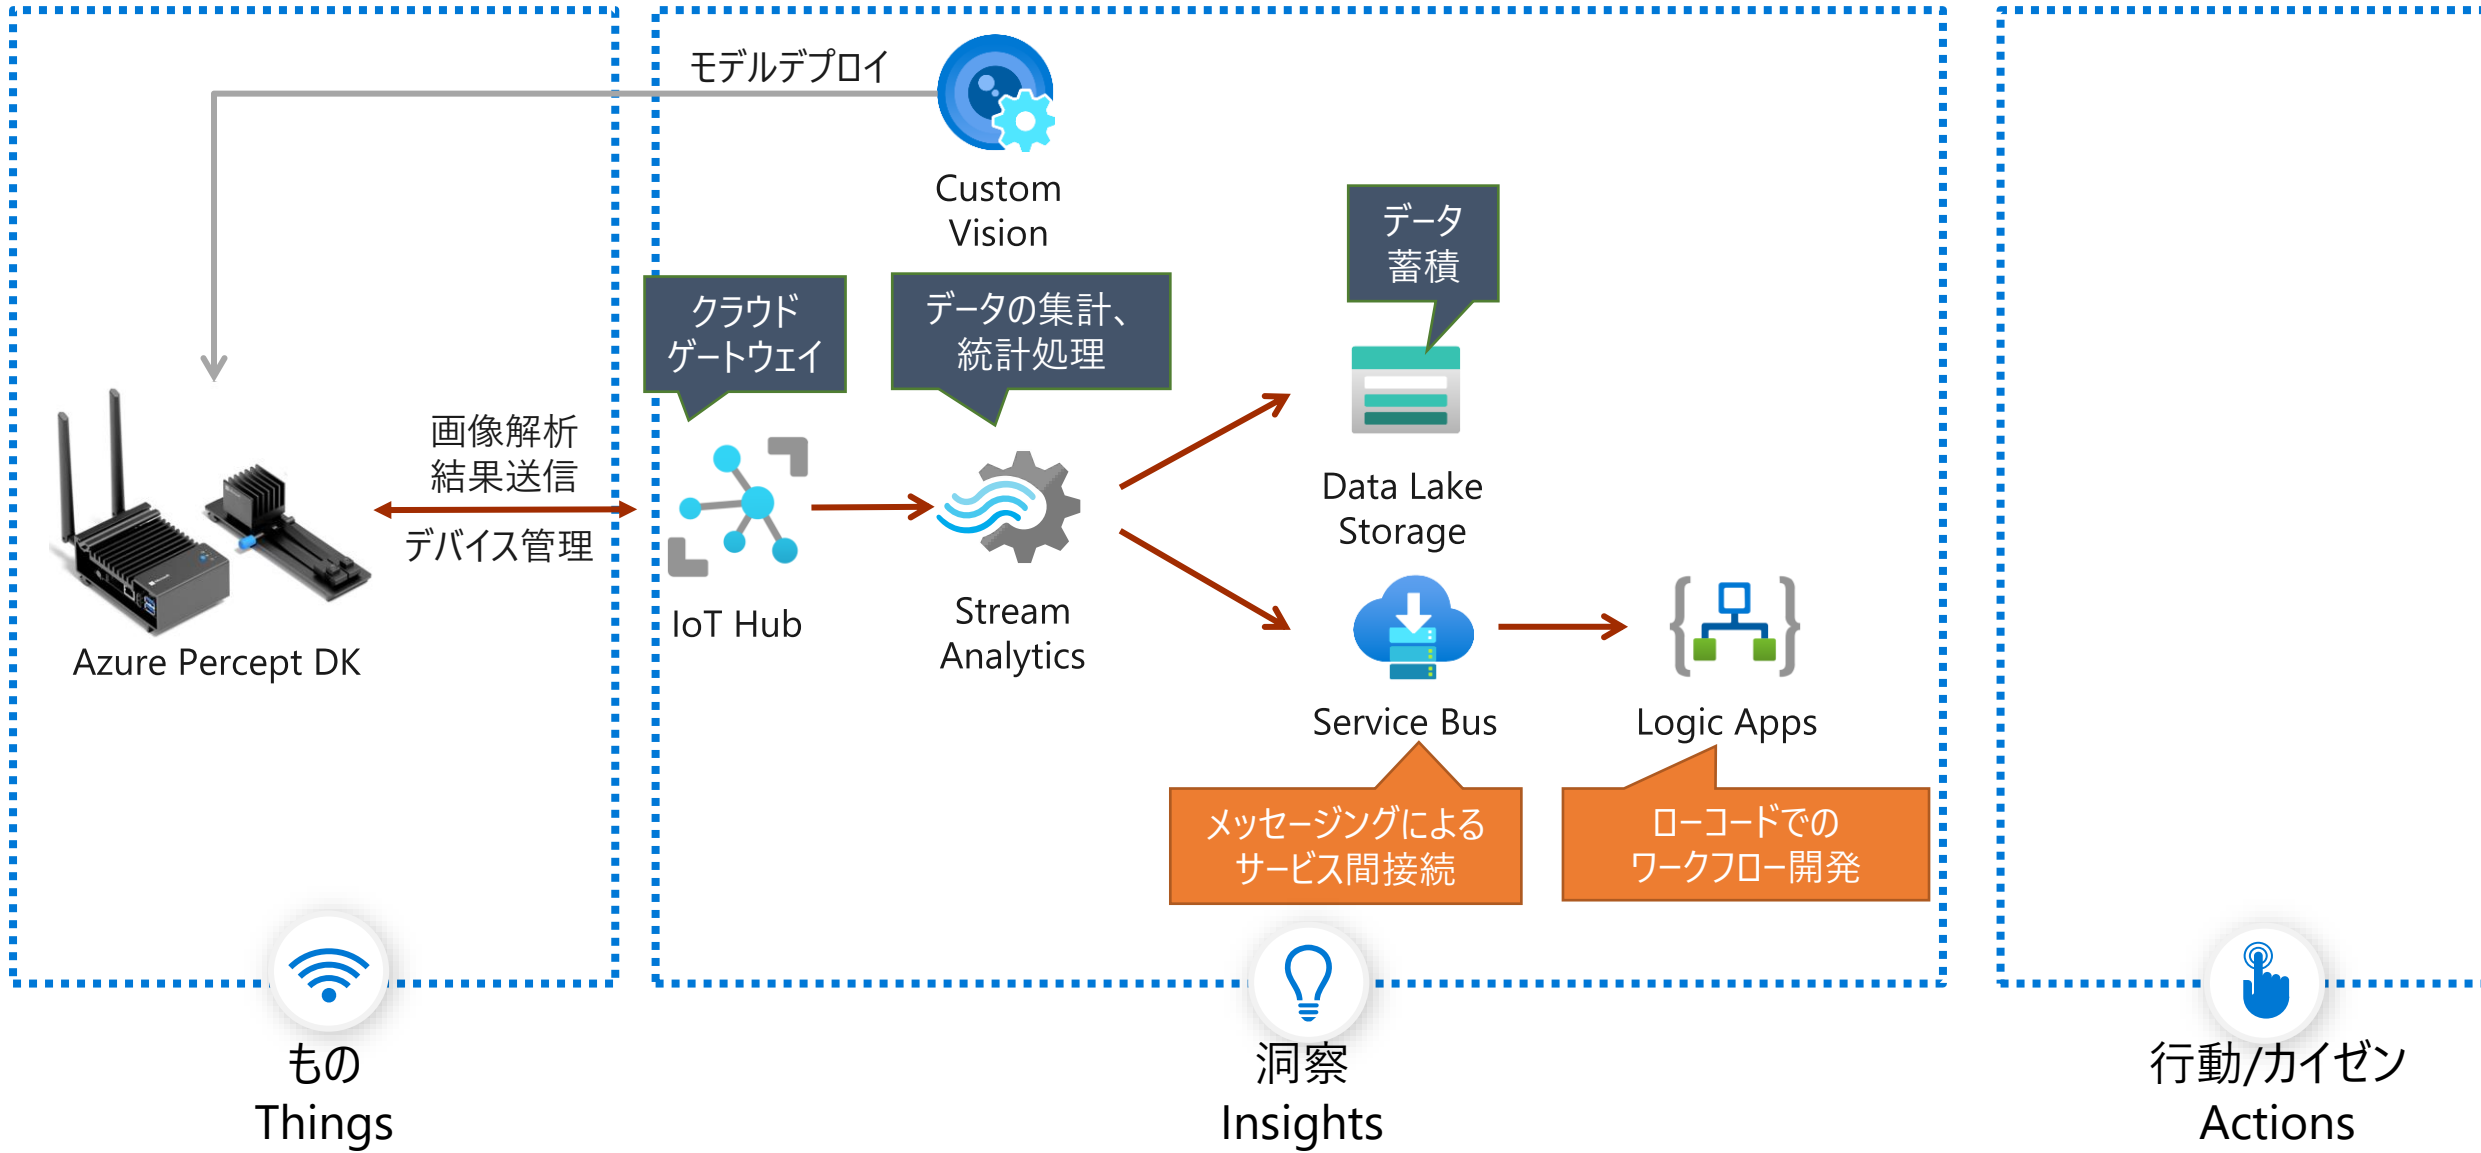 モデルデプロイ
Custom
Vision
データ
蓄積
クラウド
ゲートウェイ
データの集計、
統計処理
画像解析
結果送信
デバイス管理
Azure Percept DK
IoT Hub
Stream
Analytics
Data Lake
Storage
Service Bus
Logic Apps
メッセージングによる
サービス間接続
ローコードでの
ワークフロー開発
もの
Things
洞察
Insights
行動/カイゼン
Actions